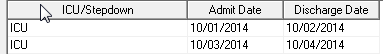 ICU/Stepdown Admit Date Discharge Date
ICU 10/01/2014 10/02/2014
ICU 10/03/2014 10/04/2014